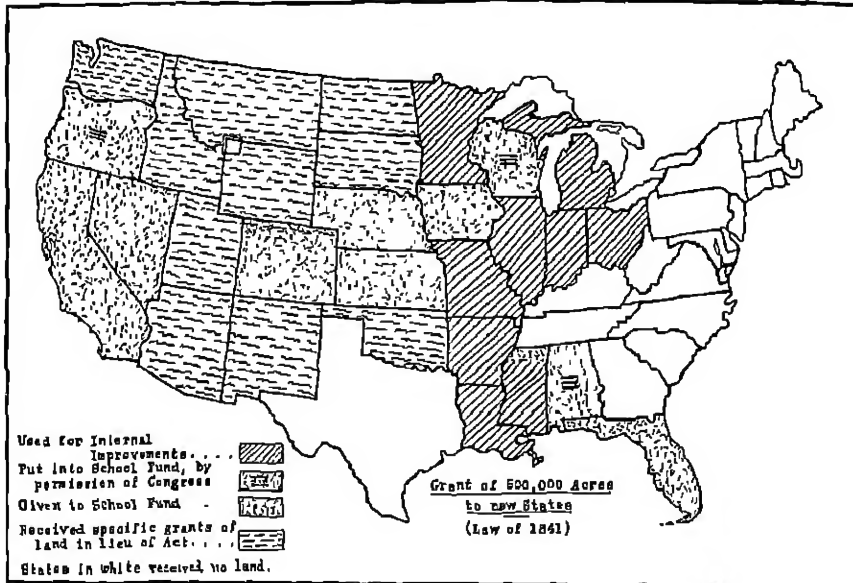 Used for Internal
Improvements. . . .
Put into School Fund, by
permission of Congress
Given to School Fund -
Received specific grants of
land in lieu of Act. . . .
States in white received no land.
Grant of 500,000 Acres
to new States
(Law of 1841)